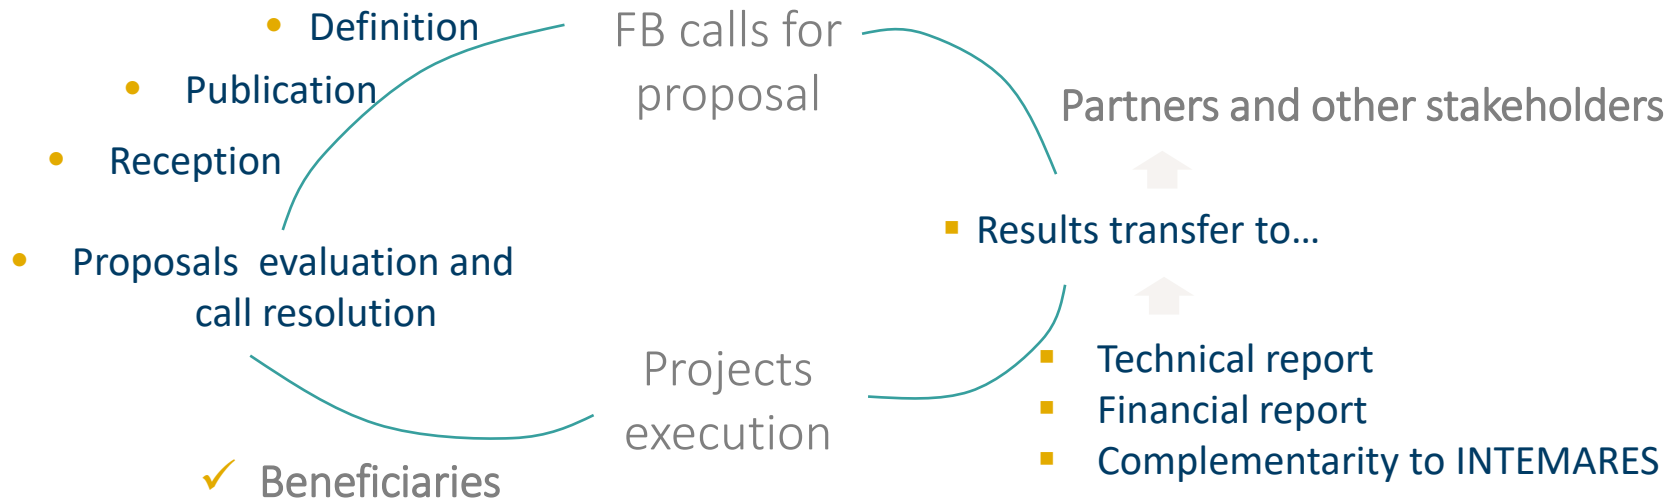 Definition
Publication
Reception
Proposals evaluation and
call resolution
FB calls for
proposal
Partners and other stakeholders
Results transfer to…
Technical report
Financial report
Complementarity to INTEMARES
Projects
execution
Beneficiaries